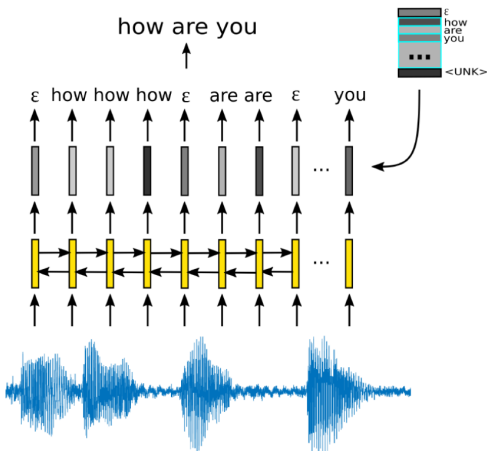 how are you
ε
how
are
you
...
<UNK>
ε how how how ε are are ε you
...
...